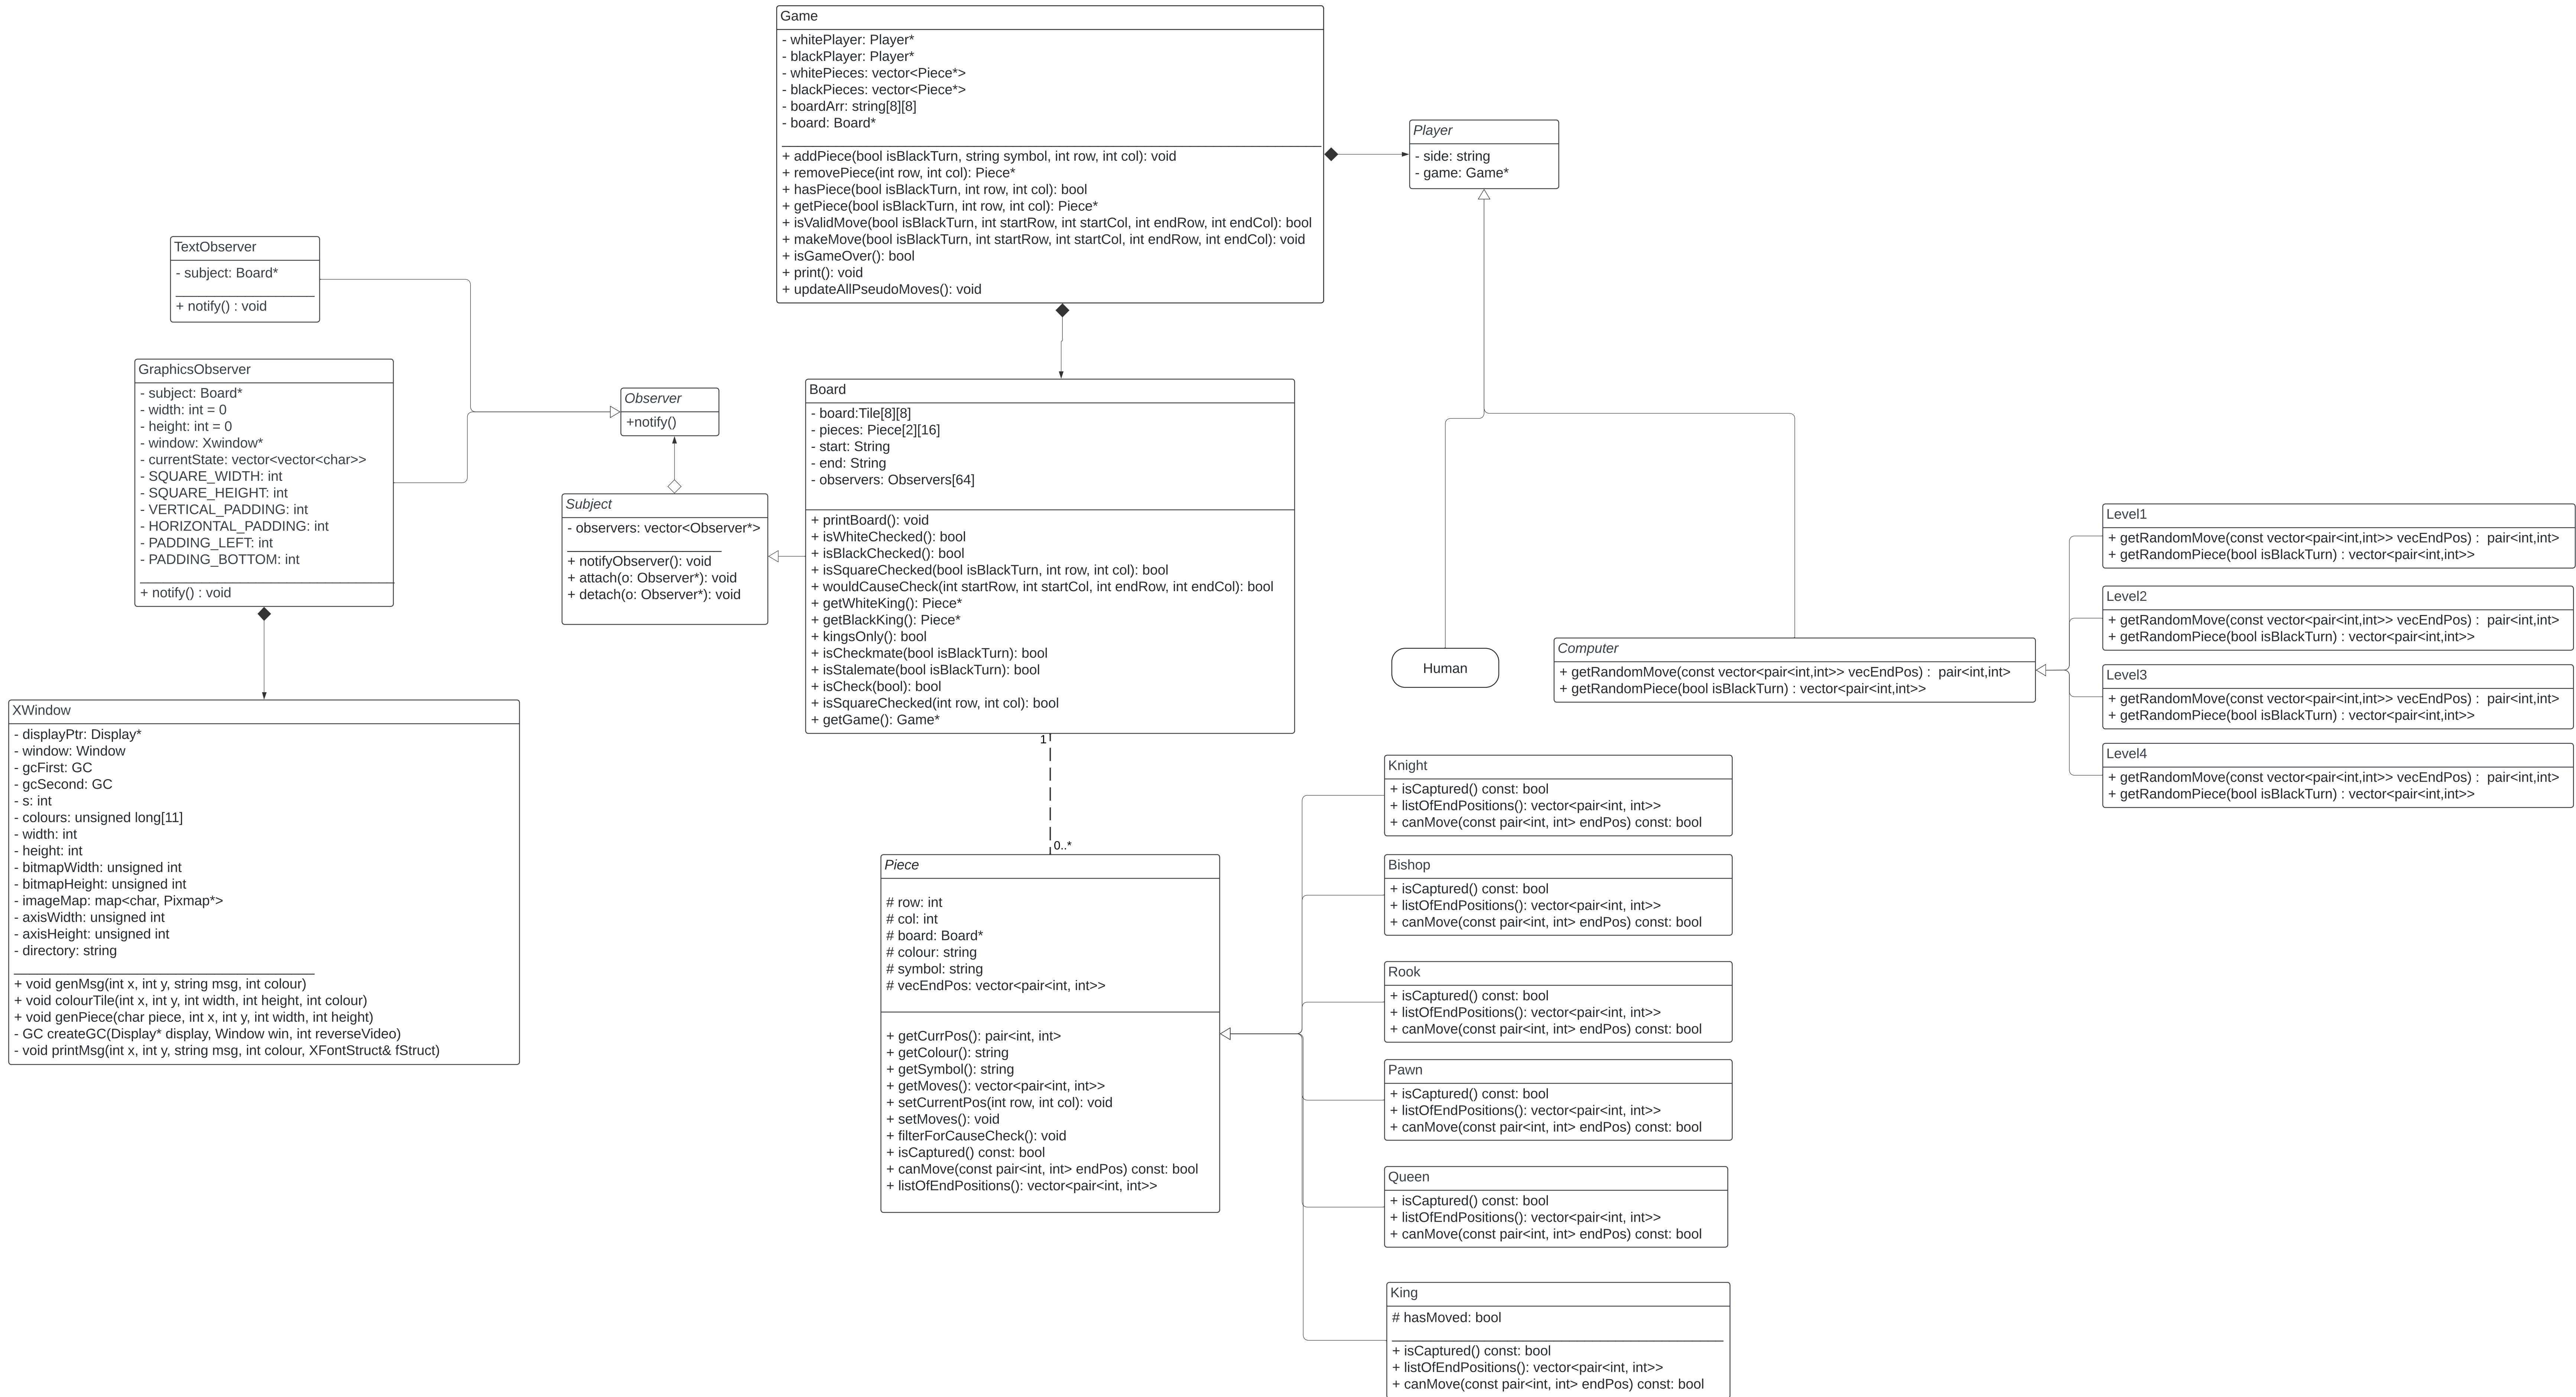 Game
- whitePlayer: Player*
- blackPlayer: Player*
- whitePieces: vector<Piece*>
- blackPieces: vector<Piece*>
- boardArr: string[8][8]
- board: Board*
+ addPiece(bool isBlackTurn, string symbol, int row, int col): void
+ removePiece(int row, int col): Piece*
+ hasPiece(bool isBlackTurn, int row, int col): bool
+ getPiece(bool isBlackTurn, int row, int col): Piece*
+ isValidMove(bool isBlackTurn, int startRow, int startCol, int endRow, int endCol): bool
+ makeMove(bool isBlackTurn, int startRow, int startCol, int endRow, int endCol): void
+ isGameOver(): bool
+ print(): void
+ updateAllPseudoMoves(): void
Player
- side: string
- game: Game*
TextObserver
- subject: Board*
+ notify() : void
GraphicsObserver
- subject: Board*
- width: int = 0
- height: int = 0
- window: Xwindow*
- currentState: vector<vector<char>>
- SQUARE_WIDTH: int
- SQUARE_HEIGHT: int
- VERTICAL_PADDING: int
- HORIZONTAL_PADDING: int
- PADDING_LEFT: int
- PADDING_BOTTOM: int
+ notify() : void
Observer
+notify()
Subject
- observers: vector<Observer*>
+ notifyObserver(): void
+ attach(o: Observer*): void
+ detach(o: Observer*): void
Board
- board:Tile[8][8]
- pieces: Piece[2][16]
- start: String
- end: String
- observers: Observers[64]
+ printBoard(): void
+ isWhiteChecked(): bool
+ isBlackChecked(): bool
+ isSquareChecked(bool isBlackTurn, int row, int col): bool
+ wouldCauseCheck(int startRow, int startCol, int endRow, int endCol): bool
+ getWhiteKing(): Piece*
+ getBlackKing(): Piece*
+ kingsOnly(): bool
+ isCheckmate(bool isBlackTurn): bool
+ isStalemate(bool isBlackTurn): bool
+ isCheck(bool): bool
+ isSquareChecked(int row, int col): bool
+ getGame(): Game*
1
0..*
Human
Computer
+ getRandomMove(const vector<pair<int,int>> vecEndPos) :  pair<int,int>
+ getRandomPiece(bool isBlackTurn) : vector<pair<int,int>>
Level1
+ getRandomMove(const vector<pair<int,int>> vecEndPos) :  pair<int,int>
+ getRandomPiece(bool isBlackTurn) : vector<pair<int,int>>
Level2
+ getRandomMove(const vector<pair<int,int>> vecEndPos) :  pair<int,int>
+ getRandomPiece(bool isBlackTurn) : vector<pair<int,int>>
Level3
+ getRandomMove(const vector<pair<int,int>> vecEndPos) :  pair<int,int>
+ getRandomPiece(bool isBlackTurn) : vector<pair<int,int>>
Level4
+ getRandomMove(const vector<pair<int,int>> vecEndPos) :  pair<int,int>
+ getRandomPiece(bool isBlackTurn) : vector<pair<int,int>>
XWindow
- displayPtr: Display*
- window: Window
- gcFirst: GC
- gcSecond: GC
- s: int
- colours: unsigned long[11]
- width: int
- height: int
- bitmapWidth: unsigned int
- bitmapHeight: unsigned int
- imageMap: map<char, Pixmap*>
- axisWidth: unsigned int
- axisHeight: unsigned int
- directory: string
+ void genMsg(int x, int y, string msg, int colour)
+ void colourTile(int x, int y, int width, int height, int colour)
+ void genPiece(char piece, int x, int y, int width, int height)
- GC createGC(Display* display, Window win, int reverseVideo)
- void printMsg(int x, int y, string msg, int colour, XFontStruct& fStruct)
Piece
# row: int
# col: int
# board: Board*
# colour: string
# symbol: string
# vecEndPos: vector<pair<int, int>>
+ getCurrPos(): pair<int, int>
+ getColour(): string
+ getSymbol(): string
+ getMoves(): vector<pair<int, int>>
+ setCurrentPos(int row, int col): void
+ setMoves(): void
+ filterForCauseCheck(): void
+ isCaptured() const: bool
+ canMove(const pair<int, int> endPos) const: bool
+ listOfEndPositions(): vector<pair<int, int>>
Knight
+ isCaptured() const: bool
+ listOfEndPositions(): vector<pair<int, int>>
+ canMove(const pair<int, int> endPos) const: bool
Bishop
+ isCaptured() const: bool
+ listOfEndPositions(): vector<pair<int, int>>
+ canMove(const pair<int, int> endPos) const: bool
Rook
+ isCaptured() const: bool
+ listOfEndPositions(): vector<pair<int, int>>
+ canMove(const pair<int, int> endPos) const: bool
Pawn
+ isCaptured() const: bool
+ listOfEndPositions(): vector<pair<int, int>>
+ canMove(const pair<int, int> endPos) const: bool
Queen
+ isCaptured() const: bool
+ listOfEndPositions(): vector<pair<int, int>>
+ canMove(const pair<int, int> endPos) const: bool
King
# hasMoved: bool
+ isCaptured() const: bool
+ listOfEndPositions(): vector<pair<int, int>>
+ canMove(const pair<int, int> endPos) const: bool